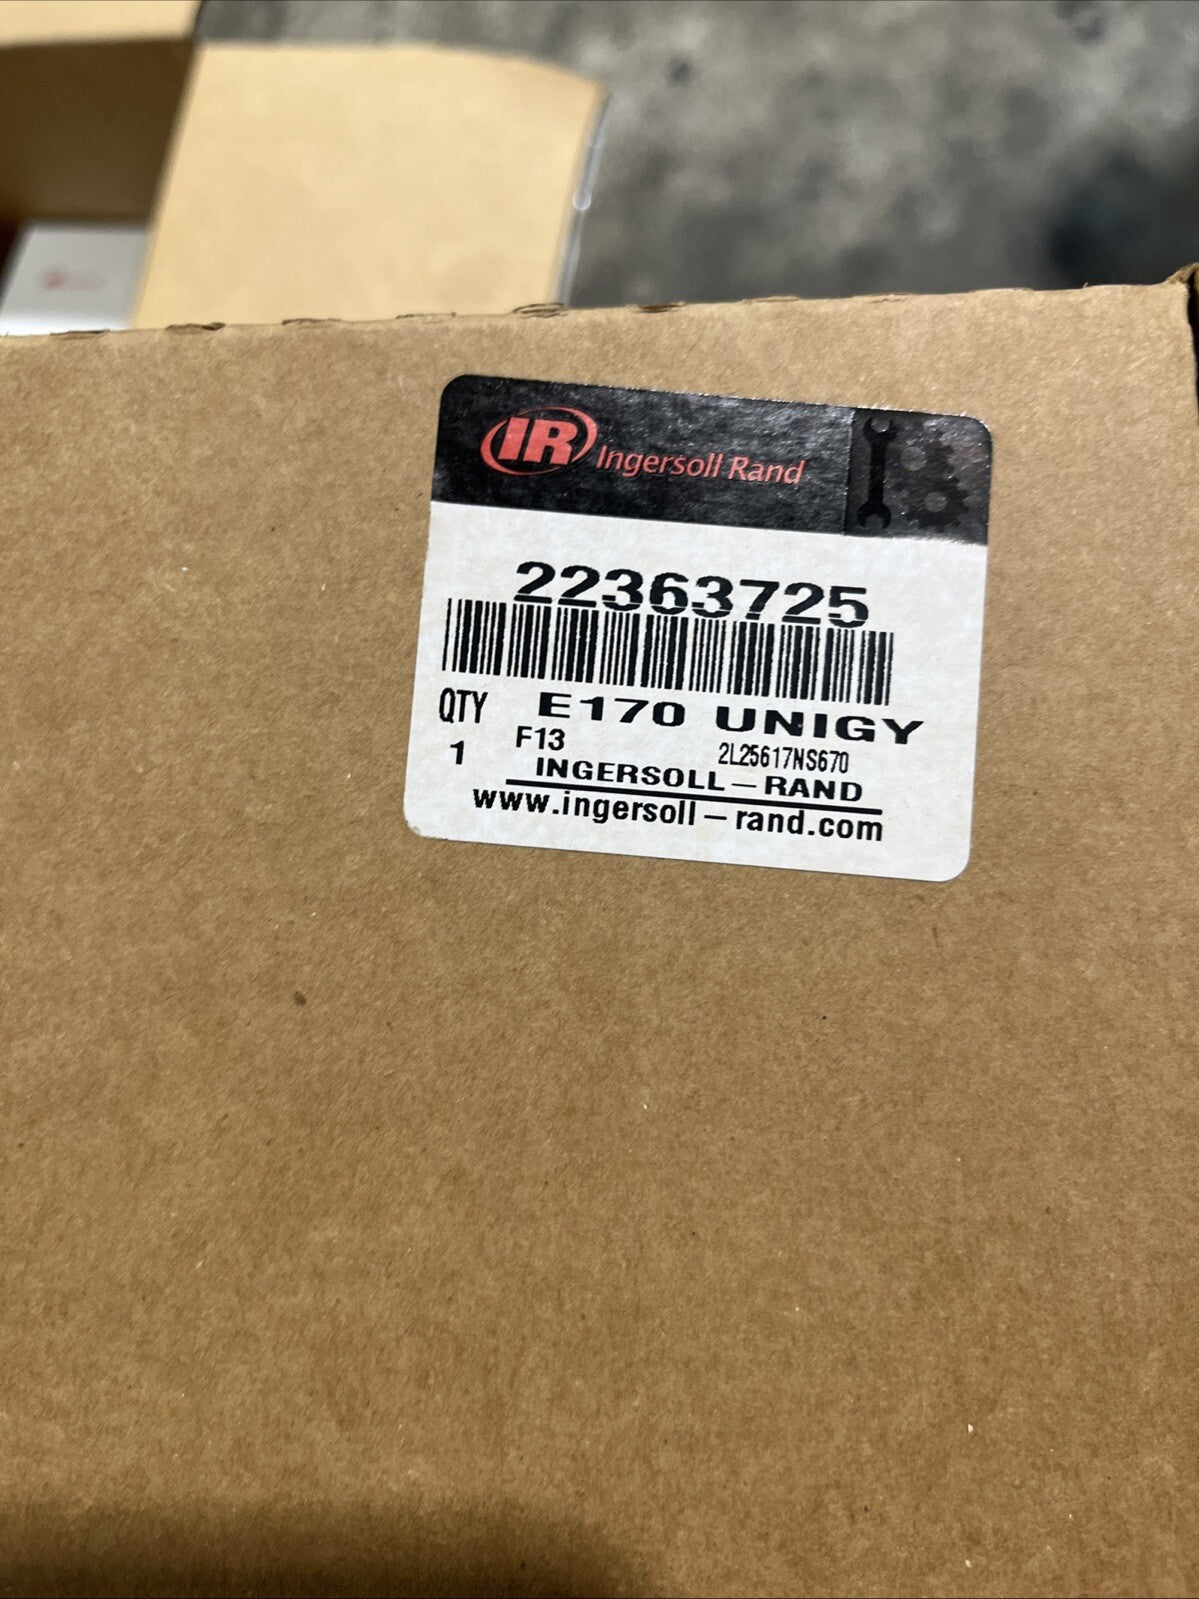 IR Ingersoll Rand
22363725
QTY E170 UNIGY
1 F13 2L25617NS670
INGERSOLL-RAND
www.ingersoll-rand.com